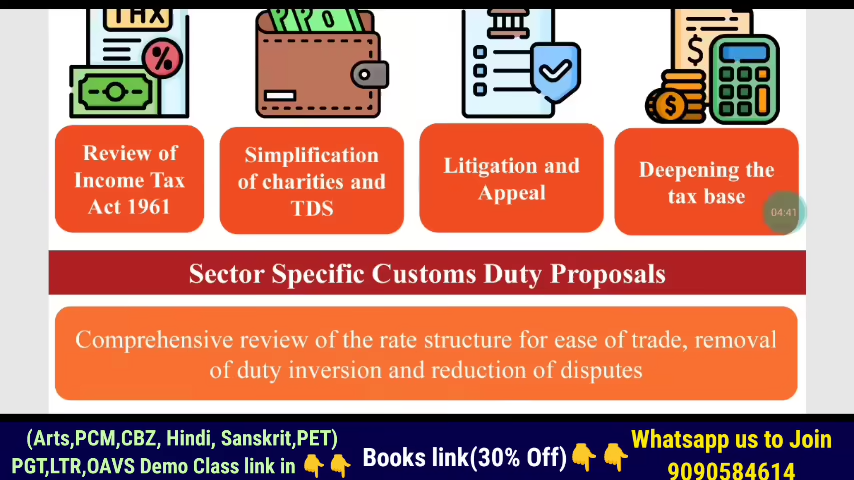 TAX
%
$
$
Review of
Income Tax
Act 1961
Simplification
of charities and
TDS
Litigation and
Appeal
Deepening the
tax base
04:41
Sector Specific Customs Duty Proposals
Comprehensive review of the rate structure for ease of trade, removal
of duty inversion and reduction of disputes
(Arts,PCM,CBZ, Hindi, Sanskrit,PET)
PGT,LTR,OAVS Demo Class link in 👇👇
Books link(30% Off)👇👇
Whatsapp us to Join
9090584614